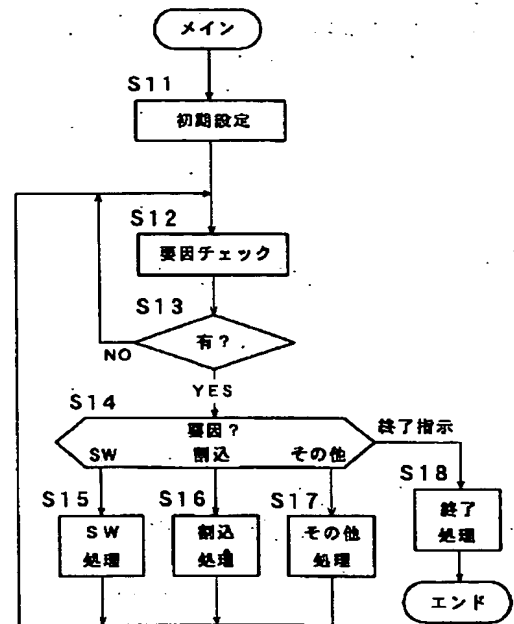 メイン
S11
初期設定
S12
要因チェック
S13
有?
NO
YES
S14
要因?
終了指示
SW
割込
その他
S18
S15
S16
S17
終了
処理
SW
処理
割込
処理
その他
処理
エンド